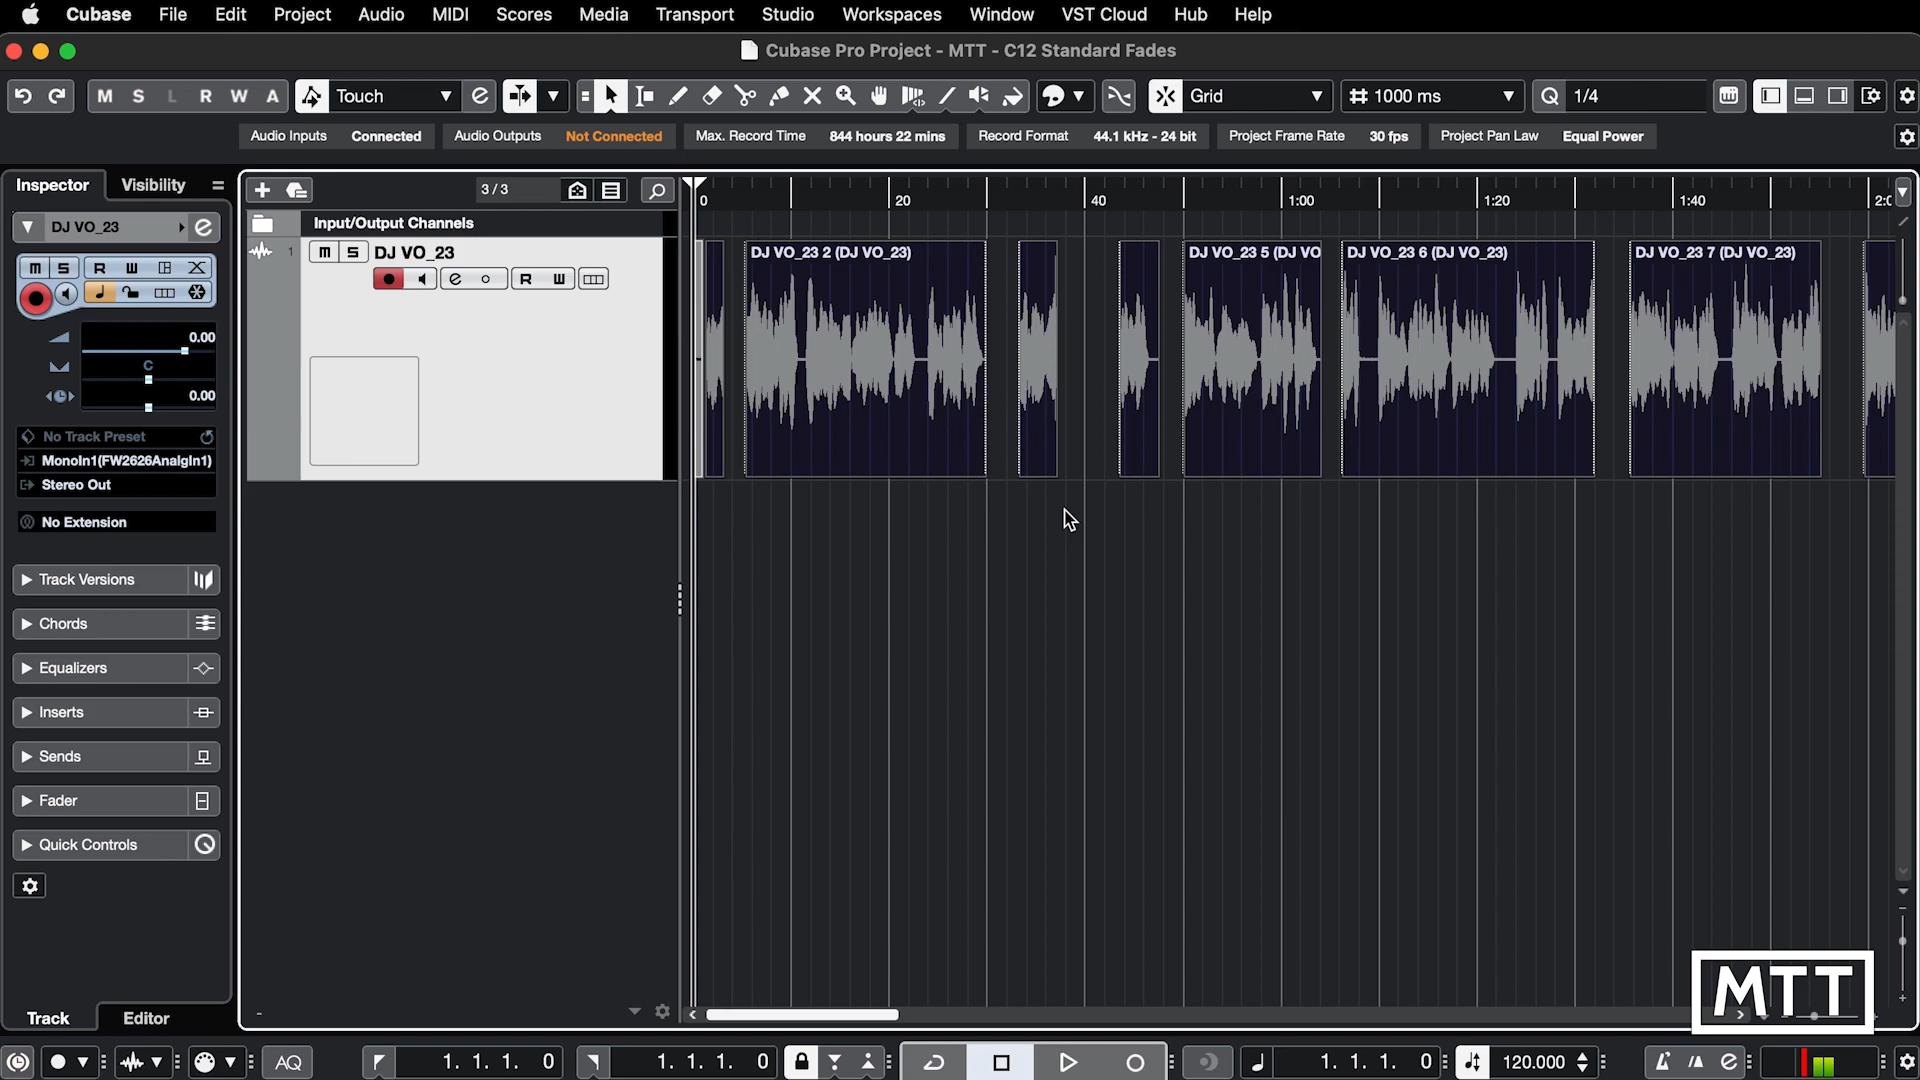 Cubase File Edit Project Audio MIDI Scores Media Transport Studio Workspaces Window VST Cloud Hub Help
Cubase Pro Project - MTT - C12 Standard Fades
M S L R W A Touch Grid 1000 ms Q 1/4
Audio Inputs Connected Audio Outputs Not Connected Max. Record Time 844 hours 22 mins Record Format 44.1 kHz - 24 bit Project Frame Rate 30 fps Project Pan Law Equal Power
Inspector Visibility 3 / 3
0 20 40 1:00 1:20 1:40
DJ VO_23
Input/Output Channels
1 m S DJ VO_23
R W
DJ VO_23 2 (DJ VO_23) DJ VO_23 5 (DJ VO DJ VO_23 6 (DJ VO_23) DJ VO_23 7 (DJ VO_23)
m S R W
0.00
C
0.00
No Track Preset
MonoIn1(FW2626AnalgIn1)
Stereo Out
No Extension
Track Versions
Chords
Equalizers
Inserts
Sends
Fader
Quick Controls
MTT
Track Editor
AQ 1. 1. 1. 0 1. 1. 1. 0 1. 1. 1. 0 120.000